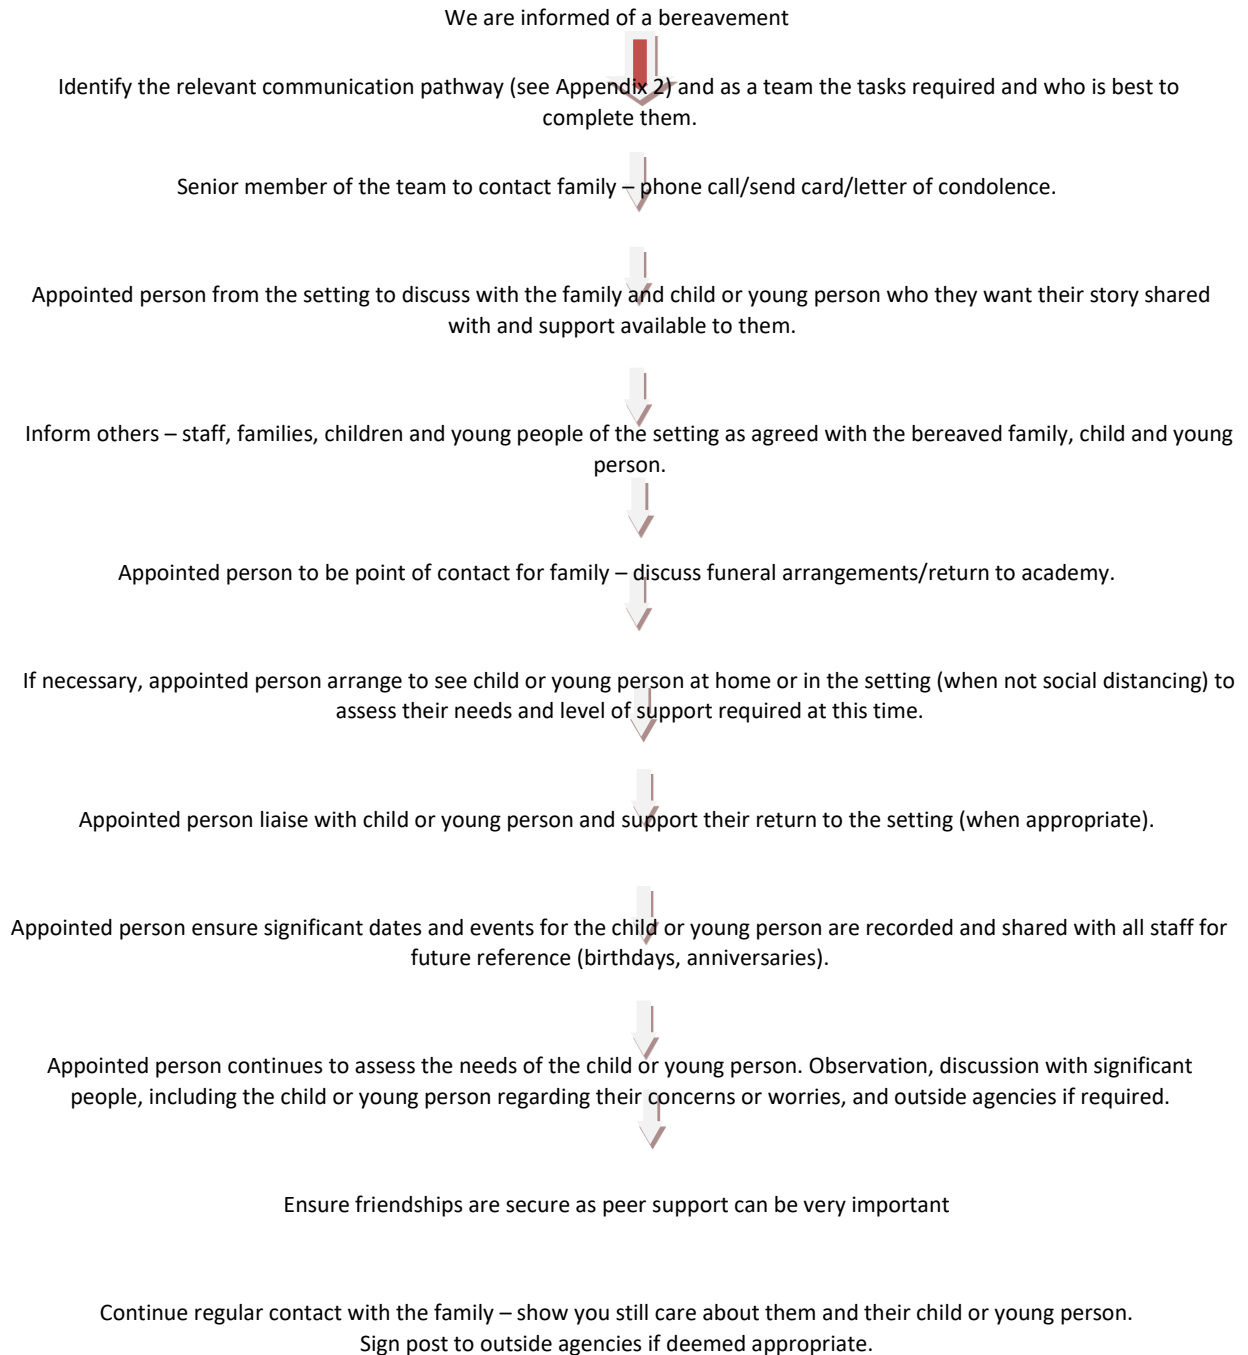 We are informed of a bereavement
Identify the relevant communication pathway (see Appendix 2) and as a team the tasks required and who is best to
complete them.
Senior member of the team to contact family – phone call/send card/letter of condolence.
Appointed person from the setting to discuss with the family and child or young person who they want their story shared
with and support available to them.
Inform others – staff, families, children and young people of the setting as agreed with the bereaved family, child and young
person.
Appointed person to be point of contact for family – discuss funeral arrangements/return to academy.
If necessary, appointed person arrange to see child or young person at home or in the setting (when not social distancing) to
assess their needs and level of support required at this time.
Appointed person liaise with child or young person and support their return to the setting (when appropriate).
Appointed person ensure significant dates and events for the child or young person are recorded and shared with all staff for
future reference (birthdays, anniversaries).
Appointed person continues to assess the needs of the child or young person. Observation, discussion with significant
people, including the child or young person regarding their concerns or worries, and outside agencies if required.
Ensure friendships are secure as peer support can be very important
Continue regular contact with the family – show you still care about them and their child or young person.
Sign post to outside agencies if deemed appropriate.